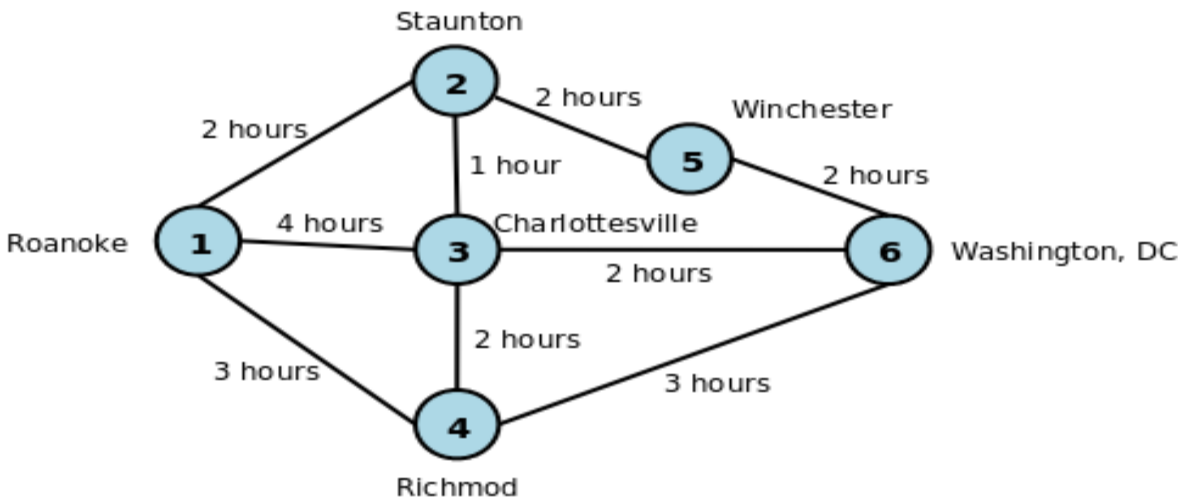 Staunton
2
2 hours
Winchester
2 hours
5
1 hour
2 hours
4 hours
Charlottesville
Roanoke
1
3
6
Washington, DC
2 hours
2 hours
3 hours
3 hours
4
Richmod